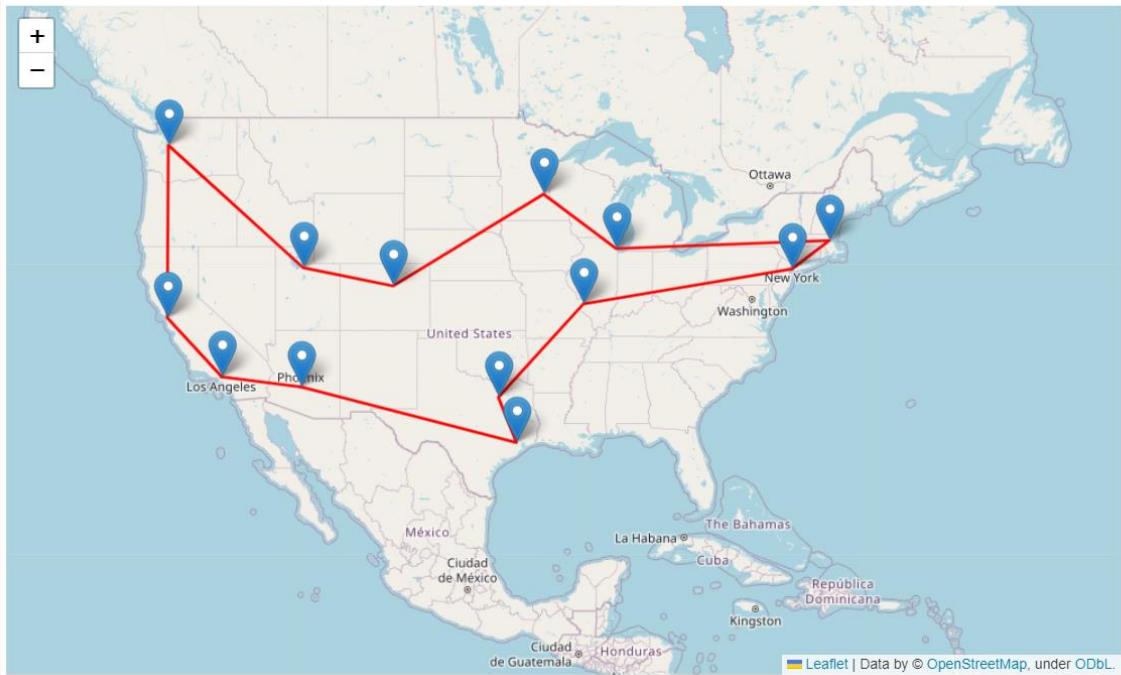 +
−
Ottawa
New York
Washington
United States
Phoenix
Los Angeles
The Bahamas
La Habana
México
Cuba
Ciudad
de México
República
Dominicana
Kingston
Ciudad
de Guatemala
Honduras
Leaflet | Data by © OpenStreetMap, under ODbL.